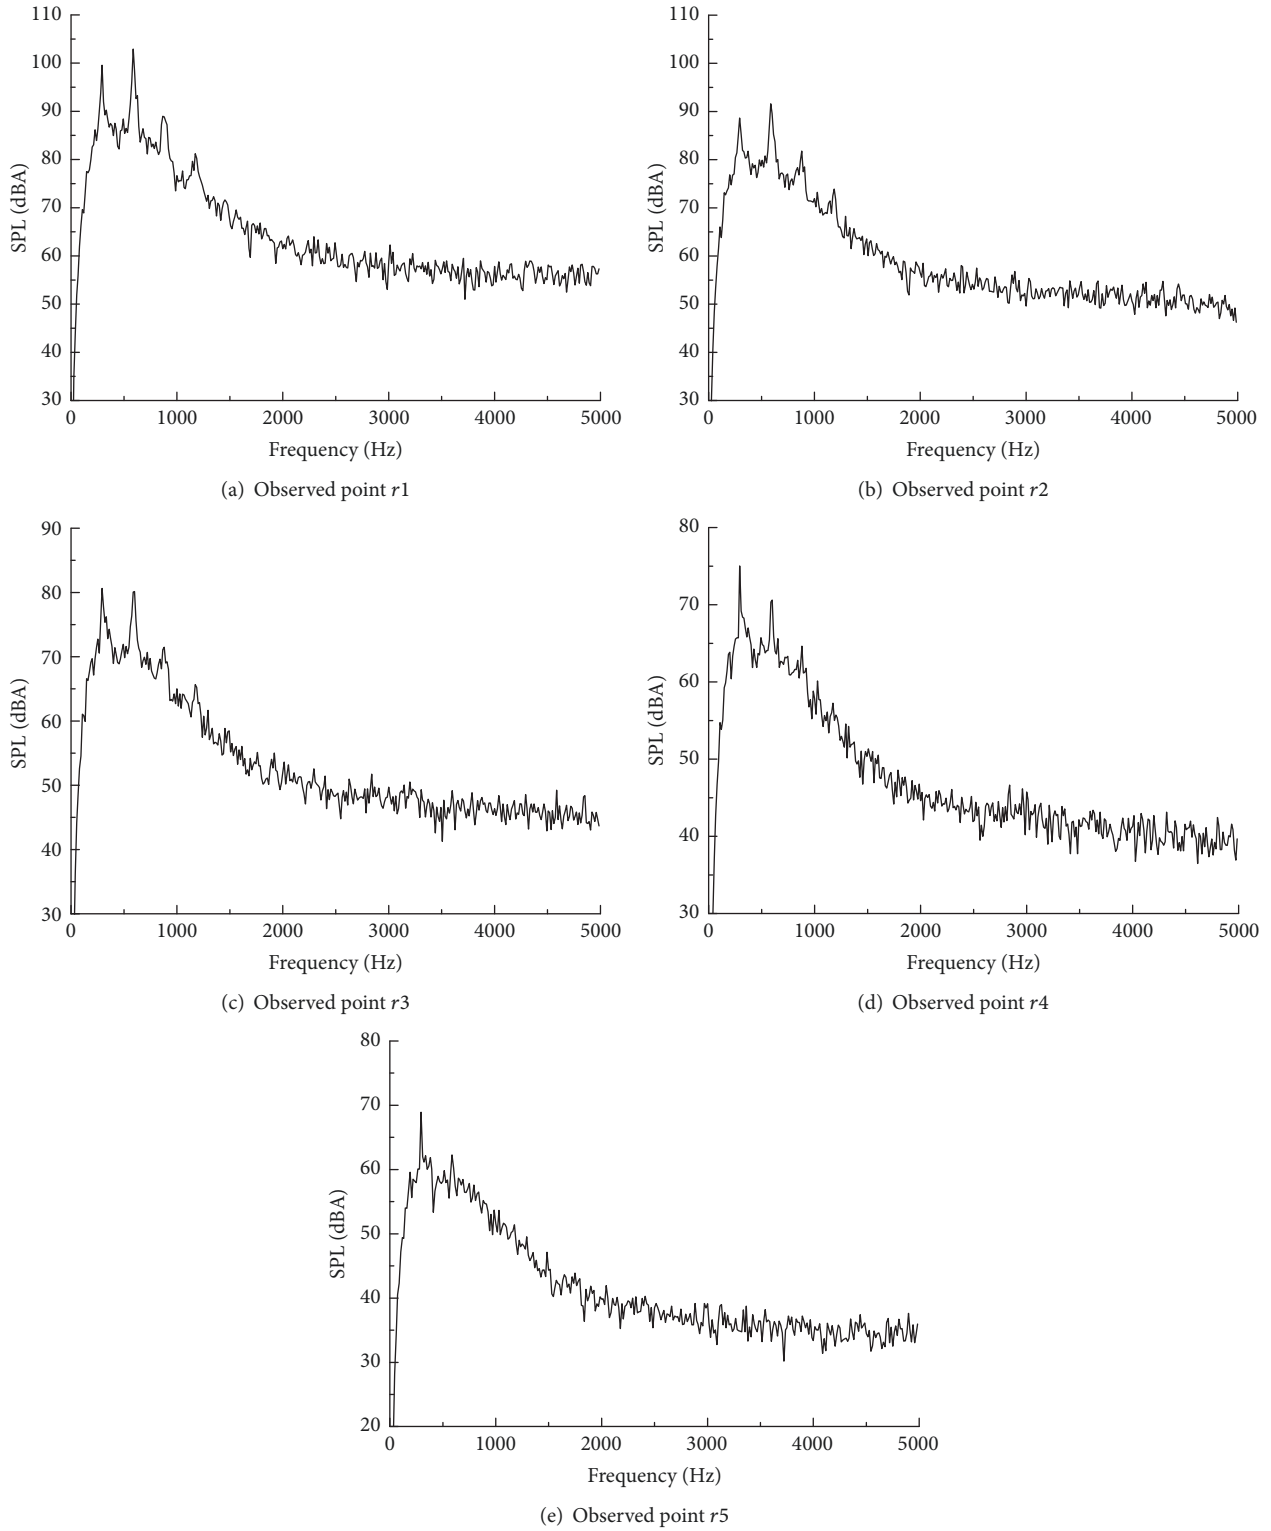 110
100
90
80
70
60
50
40
30
SPL (dBA)
0 1000 2000 3000 4000 5000
Frequency (Hz)
(a) Observed point r1
110
100
90
80
70
60
50
40
30
SPL (dBA)
0 1000 2000 3000 4000 5000
Frequency (Hz)
(b) Observed point r2
90
80
70
60
50
40
30
SPL (dBA)
0 1000 2000 3000 4000 5000
Frequency (Hz)
(c) Observed point r3
80
70
60
50
40
30
SPL (dBA)
0 1000 2000 3000 4000 5000
Frequency (Hz)
(d) Observed point r4
80
70
60
50
40
30
20
SPL (dBA)
0 1000 2000 3000 4000 5000
Frequency (Hz)
(e) Observed point r5